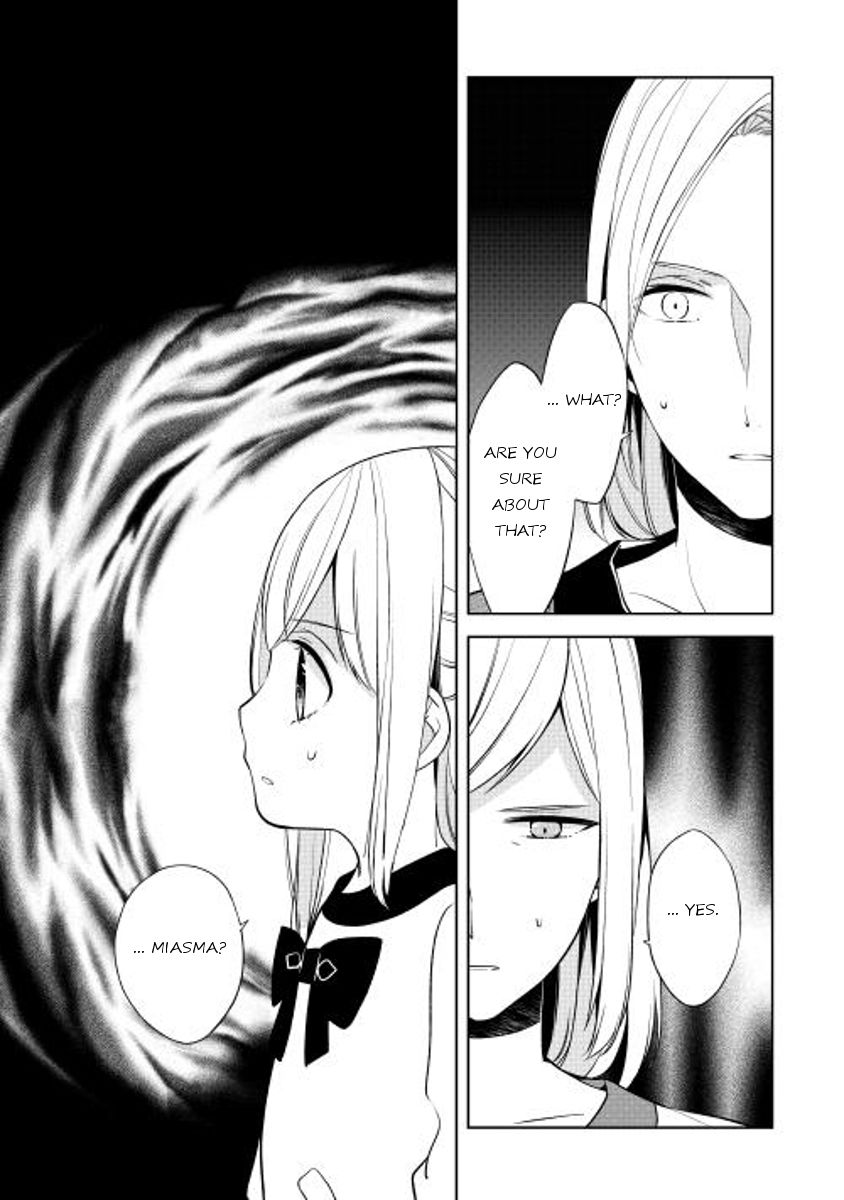 ... WHAT?
ARE YOU
SURE
ABOUT
THAT?
... YES.
... MIASMA?